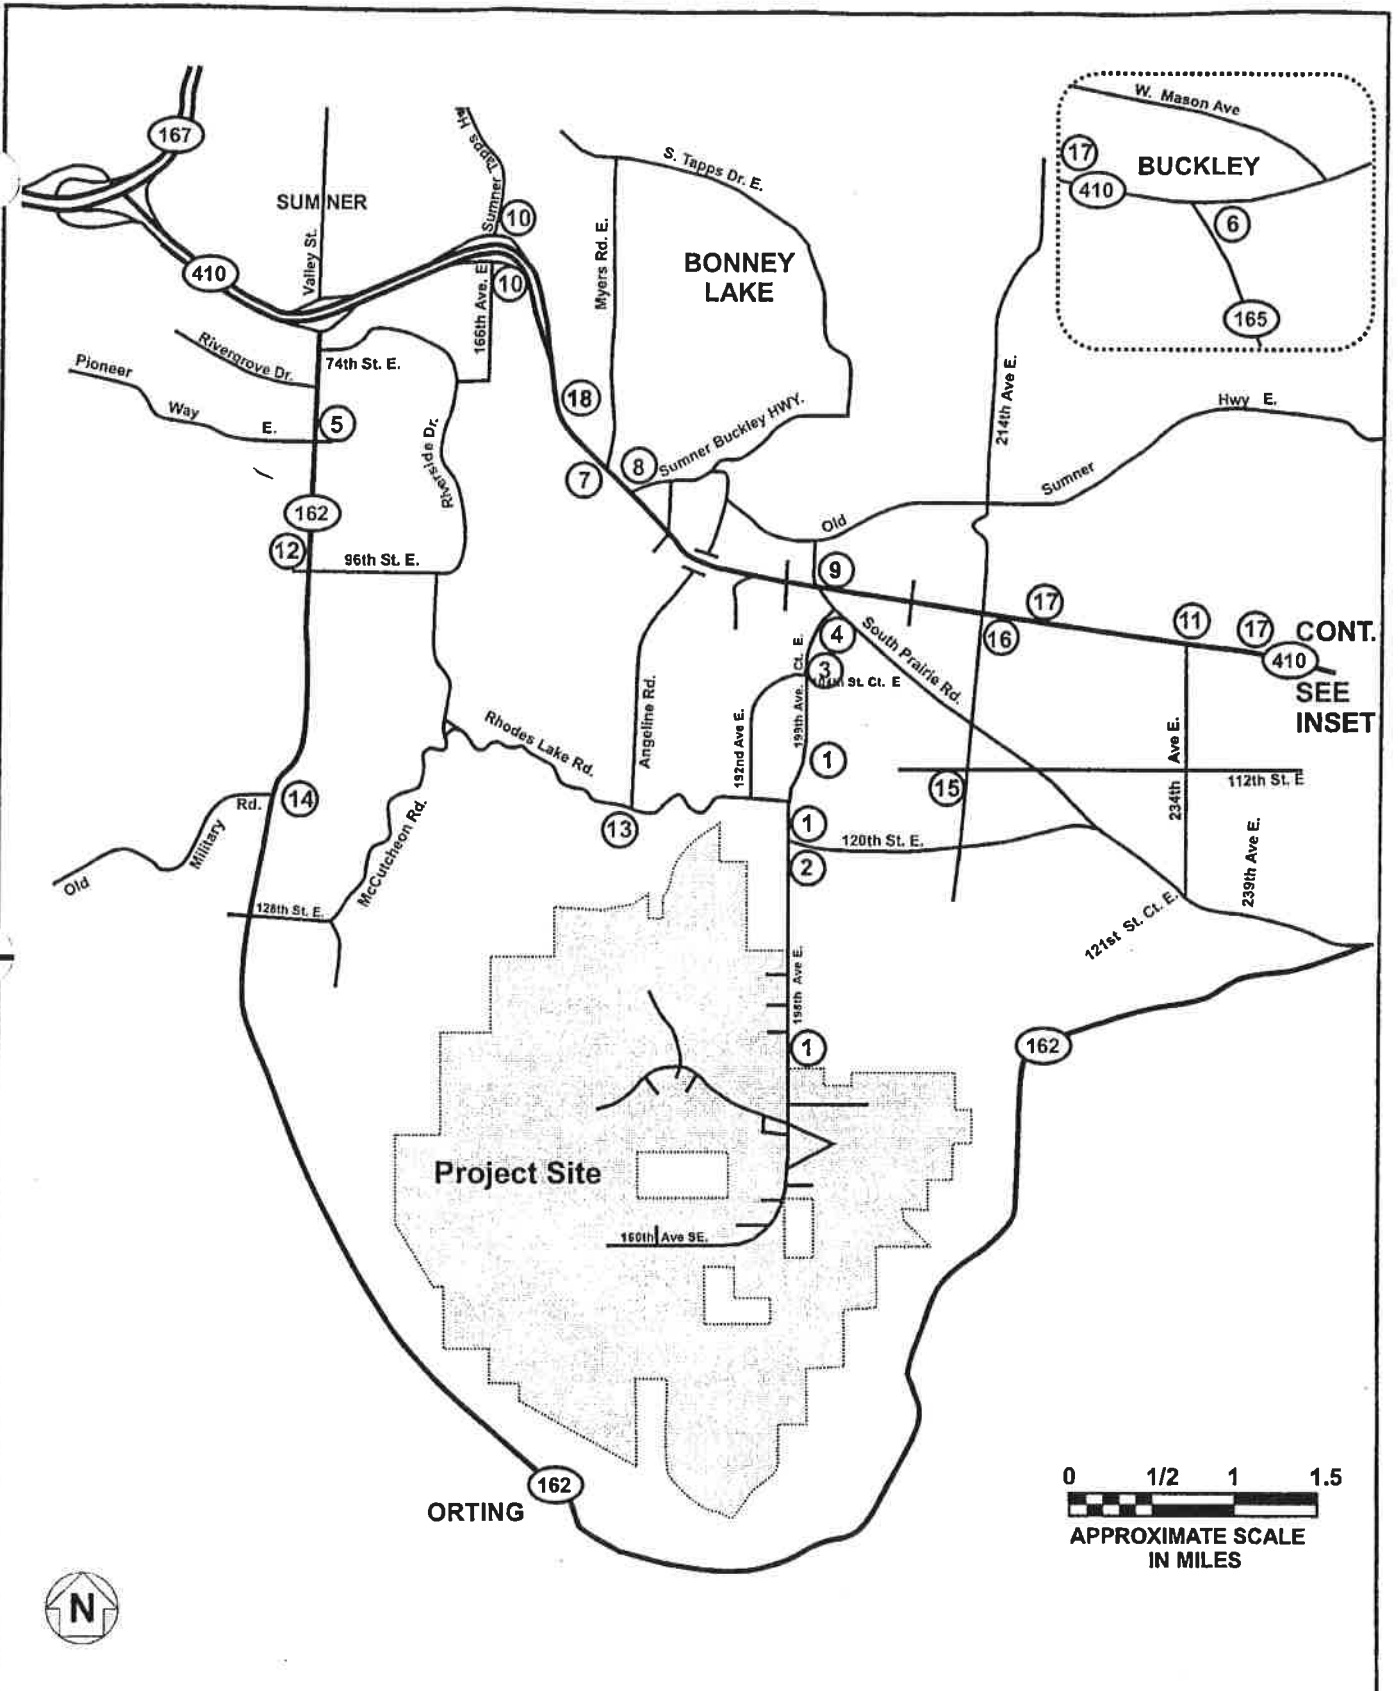 W. Mason Ave
17
BUCKLEY
410
6
165
167
SUMNER
Valley St.
410
Sumner Tapps Hw
10
10
166th Ave. E
S. Tapps Dr. E.
Myers Rd. E.
BONNEY
LAKE
214th Ave E.
Rivergrove Dr.
74th St. E.
Pioneer
Way
E.
5
Riverside Dr.
18
7
8
Sumner Buckley HWY.
Hwy E.
Sumner
Old
162
12
96th St. E.
9
17
16
11
17
CONT.
410
SEE
INSET
4
South Prairie Rd.
3
104th St. Ct. E
199th Ave. Ct. E.
192nd Ave E.
Angeline Rd.
Rhodes Lake Rd.
1
15
112th St. E
234th Ave E.
14
Old
Military
Rd.
McCutcheon Rd.
13
1
120th St. E.
2
239th Ave E.
121st St. Ct. E.
128th St. E.
198th Ave E.
1
162
Project Site
160th Ave SE.
162
ORTING
0 1/2 1 1.5
APPROXIMATE SCALE
IN MILES
N